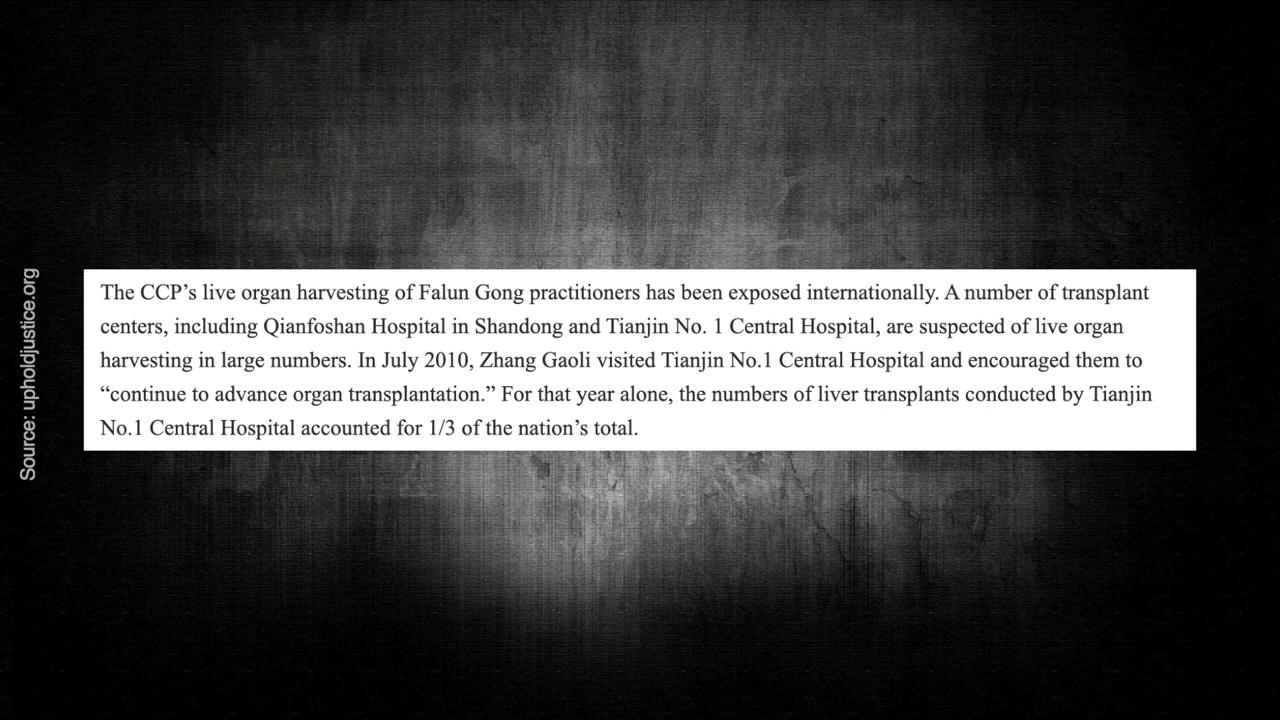 The CCP’s live organ harvesting of Falun Gong practitioners has been exposed internationally. A number of transplant
centers, including Qianfoshan Hospital in Shandong and Tianjin No. 1 Central Hospital, are suspected of live organ
harvesting in large numbers. In July 2010, Zhang Gaoli visited Tianjin No.1 Central Hospital and encouraged them to
“continue to advance organ transplantation.” For that year alone, the numbers of liver transplants conducted by Tianjin
No.1 Central Hospital accounted for 1/3 of the nation’s total.
Source: upholdjustice.org